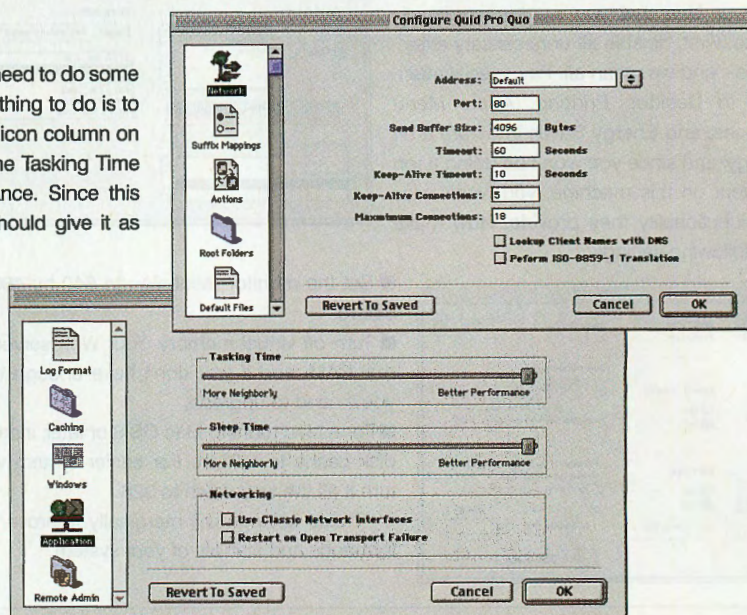 need to do some
thing to do is to
icon column on
Tasking Time
ance. Since this
hould give it as
Configure Quid Pro Quo
Network
Suffix Mappings
Actions
Root Folders
Default Files
Address: Default
Port: 80
Send Buffer Size: 4096 Bytes
Timeout: 60 Seconds
Keep-Alive Timeout: 10 Seconds
Keep-Alive Connections: 5
Maxmimum Connections: 18
Lookup Client Names with DNS
Peform ISO-8859-1 Translation
Revert To Saved
Cancel
OK
Log Format
Caching
Windows
Application
Remote Admin
Tasking Time
More Neighborly
Better Performance
Sleep Time
More Neighborly
Better Performance
Networking
Use Classic Network Interfaces
Restart on Open Transport Failure
Revert To Saved
Cancel
OK